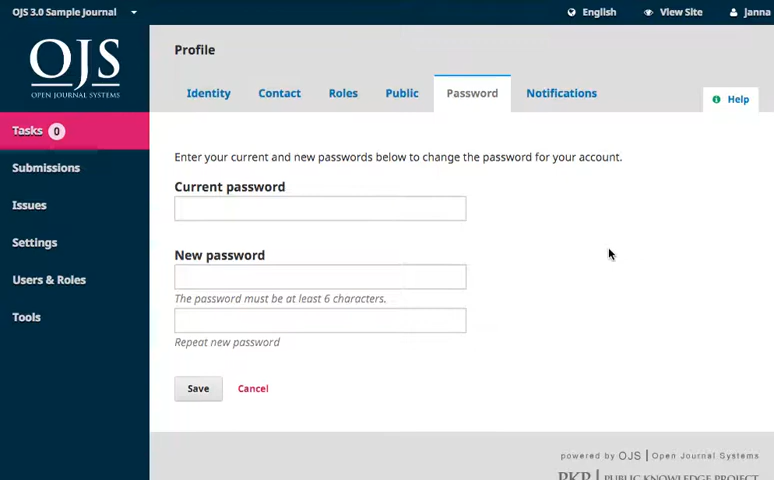 OJS 3.0 Sample Journal
English
View Site
Janna
OJS
OPEN JOURNAL SYSTEMS
Tasks 0
Submissions
Issues
Settings
Users & Roles
Tools
Profile
Identity
Contact
Roles
Public
Password
Notifications
Help
Enter your current and new passwords below to change the password for your account.
Current password
New password
The password must be at least 6 characters.
Repeat new password
Save
Cancel
powered by OJS | Open Journal Systems
PKP | PUBLIC KNOWLEDGE PROJECT